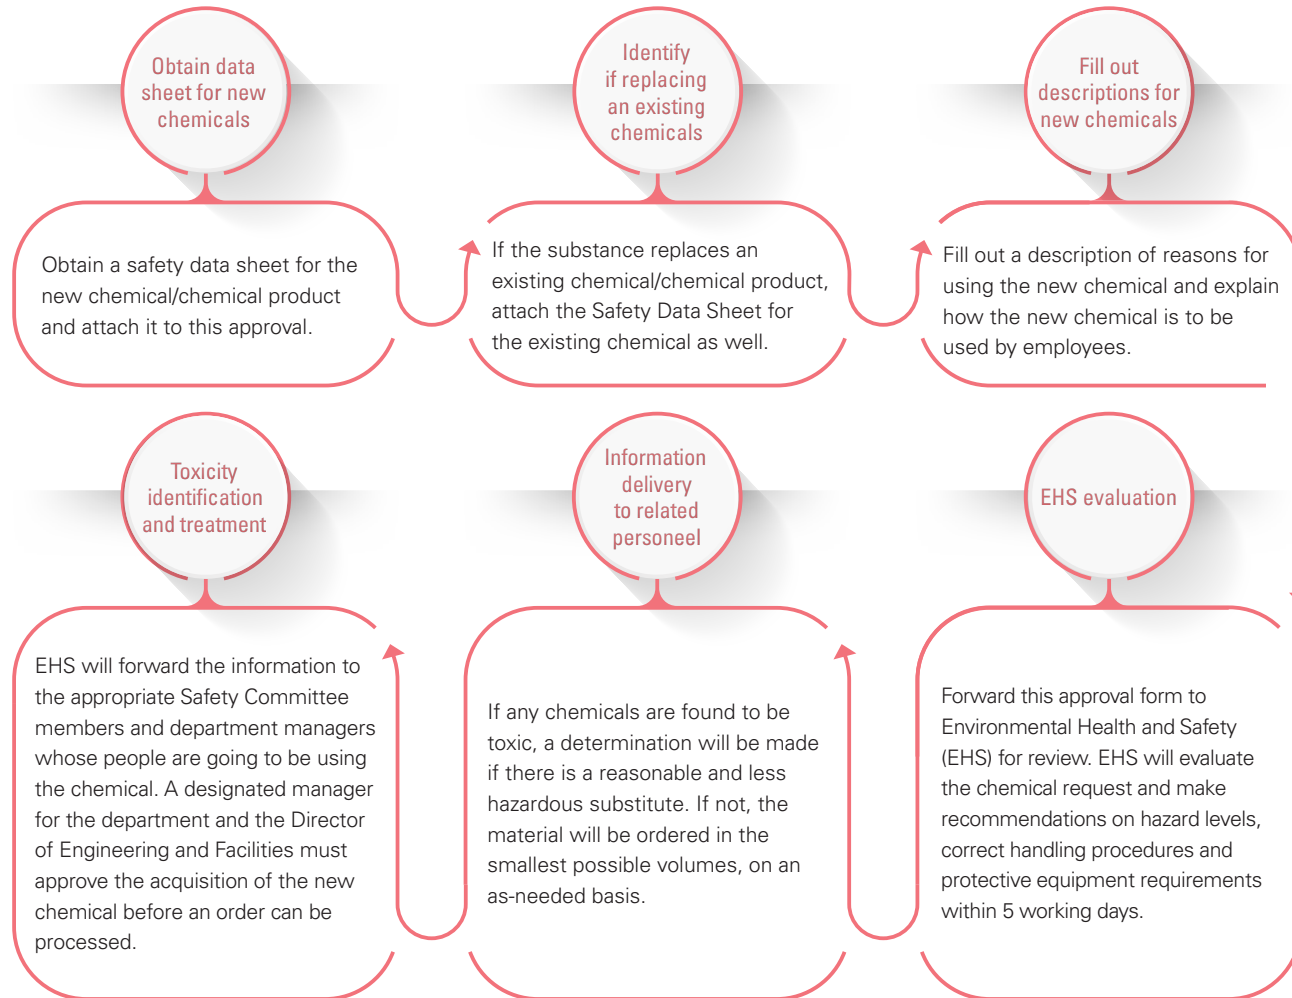 Obtain data
sheet for new
chemicals
Obtain a safety data sheet for the
new chemical/chemical product
and attach it to this approval.
Identify
if replacing
an existing
chemicals
If the substance replaces an
existing chemical/chemical product,
attach the Safety Data Sheet for
the existing chemical as well.
Fill out
descriptions for
new chemicals
Fill out a description of reasons for
using the new chemical and explain
how the new chemical is to be
used by employees.
Toxicity
identification
and treatment
EHS will forward the information to
the appropriate Safety Committee
members and department managers
whose people are going to be using
the chemical. A designated manager
for the department and the Director
of Engineering and Facilities must
approve the acquisition of the new
chemical before an order can be
processed.
Information
delivery
to related
personeel
If any chemicals are found to be
toxic, a determination will be made
if there is a reasonable and less
hazardous substitute. If not, the
material will be ordered in the
smallest possible volumes, on an
as-needed basis.
EHS evaluation
Forward this approval form to
Environmental Health and Safety
(EHS) for review. EHS will evaluate
the chemical request and make
recommendations on hazard levels,
correct handling procedures and
protective equipment requirements
within 5 working days.